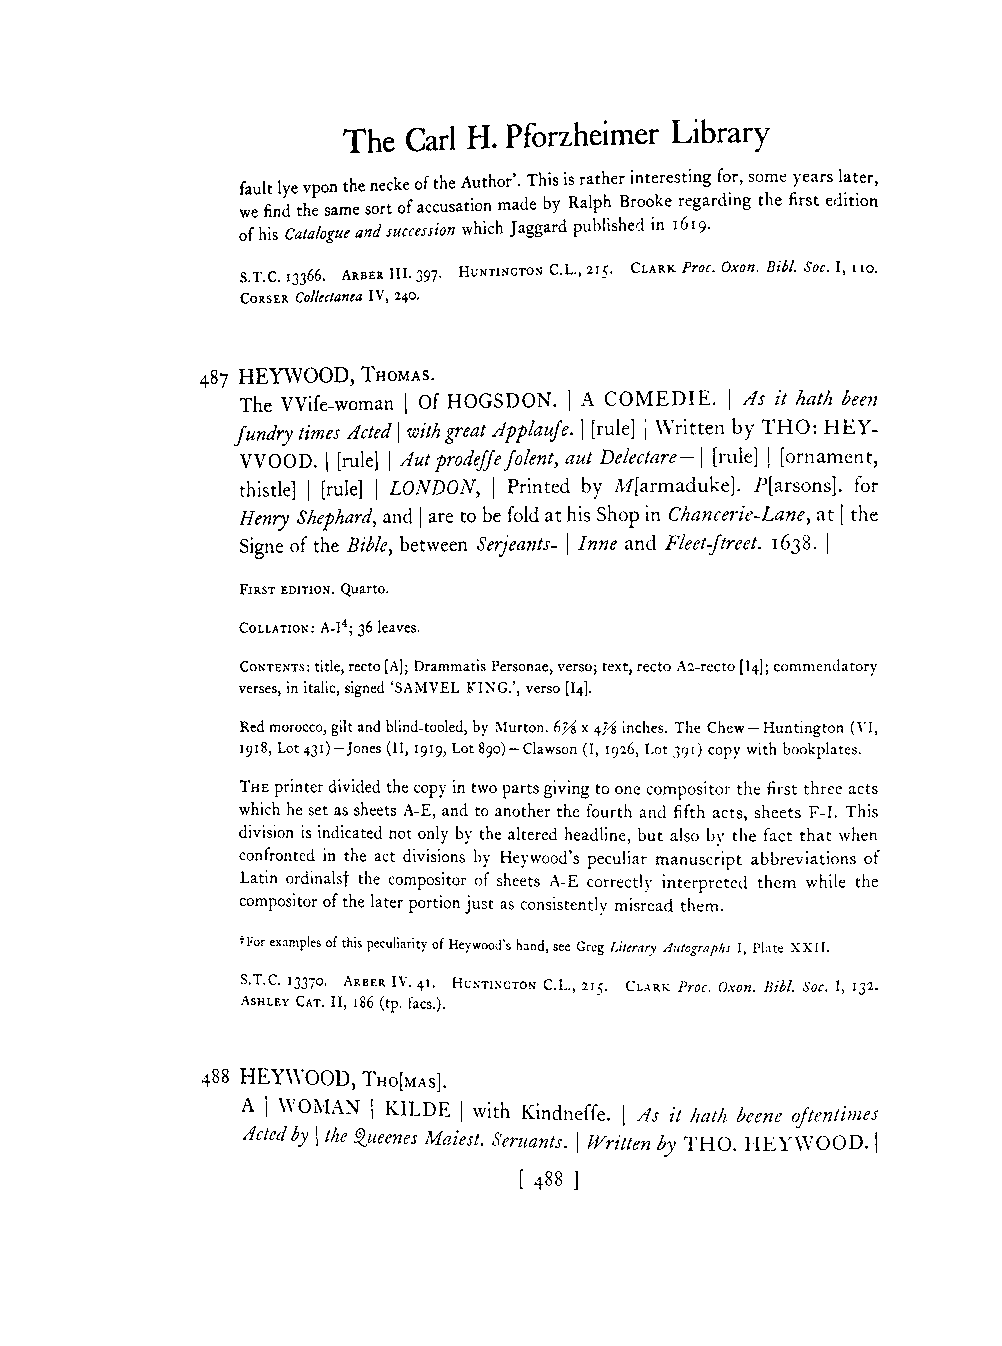 The Carl H. Pforzheimer Library
fault lye vpon the necke of the Author’. This is rather interesting for, some years later,
we find the same sort of accusation made by Ralph Brooke regarding the first edition
of his Catalogue and succession which Jaggard published in 1619.
S.T.C. 13366. ARBER III. 397. HUNTINGTON C.L., 215. CLARK Proc. Oxon. Bibl. Soc. I, 110.
CORSER Collectanea IV, 240.
487 HEYWOOD, THOMAS.
The VViſe-woman | Of HOGSDON. | A COMEDIE. | As it hath been
ſundry times Acted | with great Applauſe. | [rule] | Written by THO: HEY-
VVOOD. | [rule] | Aut prodeſſe ſolent, aut Delectare— | [rule] | [ornament,
thistle] | [rule] | LONDON, | Printed by M[armaduke]. P[arsons]. for
Henry Shephard, and | are to be ſold at his Shop in Chancerie-Lane, at | the
Signe of the Bible, between Serjeants- | Inne and Fleet-ſtreet. 1638. |
FIRST EDITION. Quarto.
COLLATION: A-I⁴; 36 leaves.
CONTENTS: title, recto [A]; Drammatis Personae, verso; text, recto A2-recto [I4]; commendatory
verses, in italic, signed ‘SAMVEL KING.’, verso [I4].
Red morocco, gilt and blind-tooled, by Murton. 6⅞ x 4⅞ inches. The Chew—Huntington (VI,
1918, Lot 431)—Jones (II, 1919, Lot 890)—Clawson (I, 1926, Lot 391) copy with bookplates.
THE printer divided the copy in two parts giving to one compositor the first three acts
which he set as sheets A-E, and to another the fourth and fifth acts, sheets F-I. This
division is indicated not only by the altered headline, but also by the fact that when
confronted in the act divisions by Heywood’s peculiar manuscript abbreviations of
Latin ordinals† the compositor of sheets A-E correctly interpreted them while the
compositor of the later portion just as consistently misread them.
†For examples of this peculiarity of Heywood’s hand, see Greg Literary Autographs I, Plate XXII.
S.T.C. 13370. ARBER IV. 41. HUNTINGTON C.L., 215. CLARK Proc. Oxon. Bibl. Soc. I, 132.
ASHLEY CAT. II, 186 (tp. facs.).
488 HEYWOOD, THO[MAS].
A | WOMAN | KILDE | with Kindneſſe. | As it hath beene oftentimes
Acted by | the Queenes Maiest. Seruants. | Written by THO. HEYWOOD. |
[ 488 ]